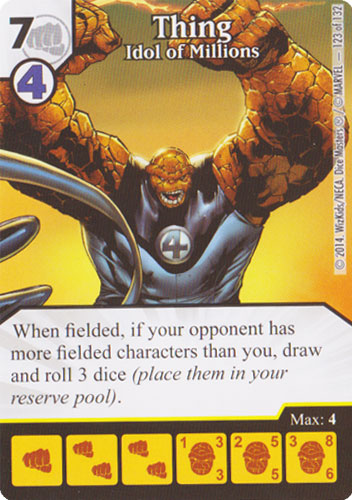 7
Thing
Idol of Millions
4
4
© 2014. WizKids/NECA. Dice Masters ® / © MARVEL — 123 of 132
When fielded, if your opponent has
more fielded characters than you, draw
and roll 3 dice (place them in your
reserve pool).
Max: 4
1 3 3
2 5 5
3 8 6